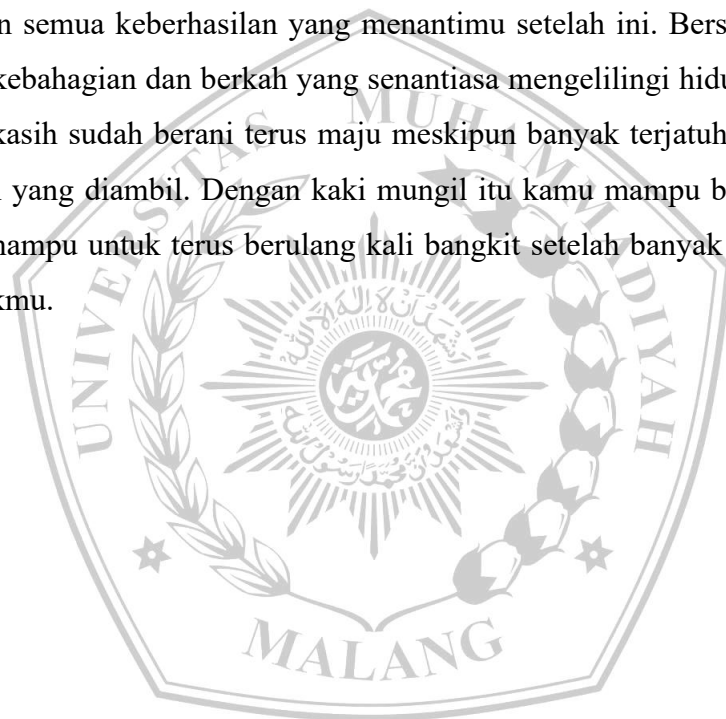 n semua keberhasilan yang menantimu setelah ini. Bers
kebahagian dan berkah yang senantiasa mengelilingi hidu
kasih sudah berani terus maju meskipun banyak terjatuh
yang diambil. Dengan kaki mungil itu kamu mampu b
mampu untuk terus berulang kali bangkit setelah banyak
kmu.
UNIVERSITAS MUHAMMADIYAH
MALANG